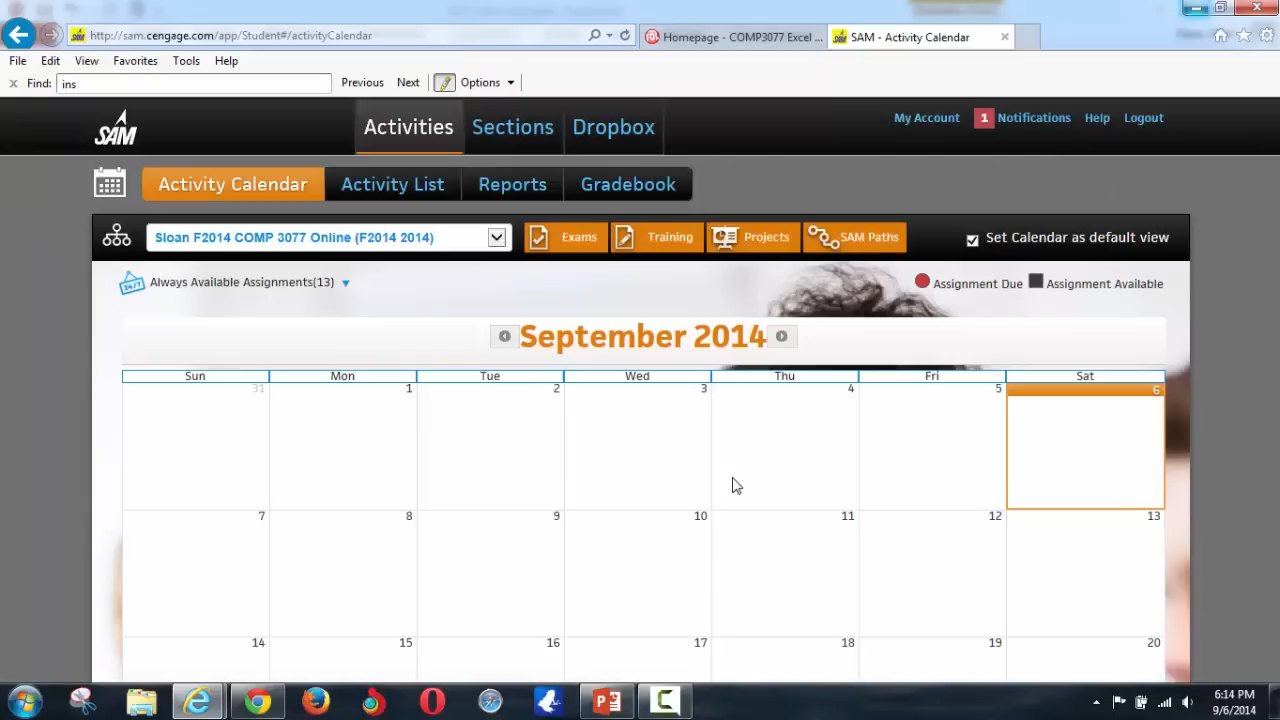 http://sam.cengage.com/app/Student#/activityCalendar
Homepage - COMP3077 Excel ...
SAM - Activity Calendar
File Edit View Favorites Tools Help
Find: ins Previous Next Options
SAM
Activities Sections Dropbox
My Account 1 Notifications Help Logout
Activity Calendar Activity List Reports Gradebook
Sloan F2014 COMP 3077 Online (F2014 2014) Exams Training Projects SAM Paths Set Calendar as default view
24/7 Always Available Assignments(13) Assignment Due Assignment Available
September 2014
Sun Mon Tue Wed Thu Fri Sat
31 1 2 3 4 5 6
7 8 9 10 11 12 13
14 15 16 17 18 19 20
6:14 PM
9/6/2014